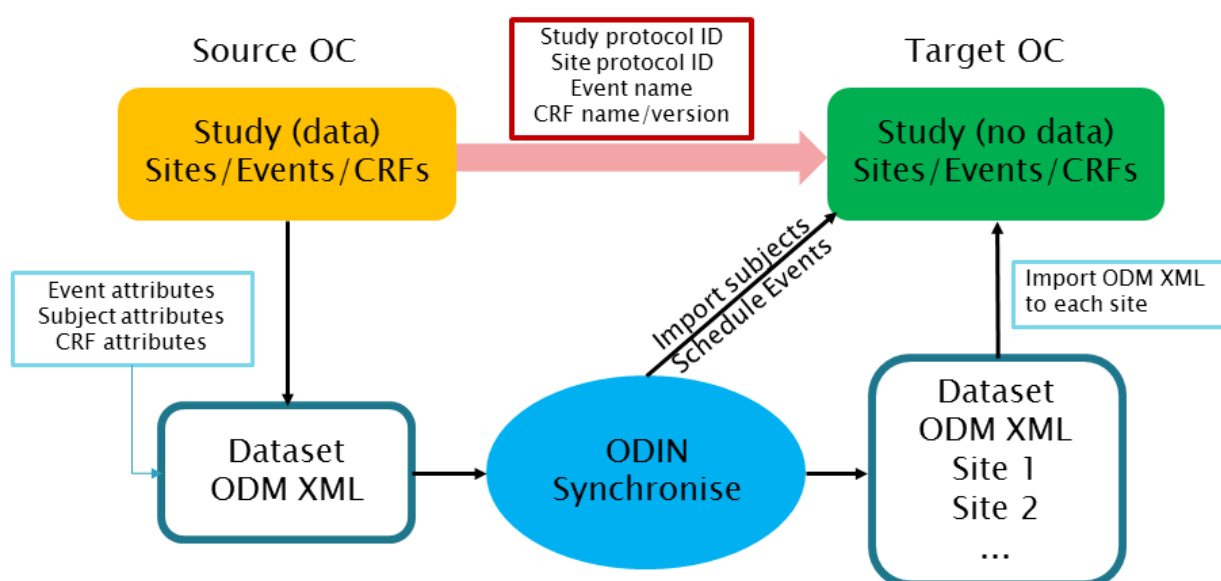 Source OC
Study protocol ID
Site protocol ID
Event name
CRF name/version
Target OC
Study (data)
Sites/Events/CRFs
Study (no data)
Sites/Events/CRFs
Event attributes
Subject attributes
CRF attributes
Import subjects
Schedule Events
Import ODM XML
to each site
Dataset
ODM XML
ODIN
Synchronise
Dataset
ODM XML
Site 1
Site 2
...